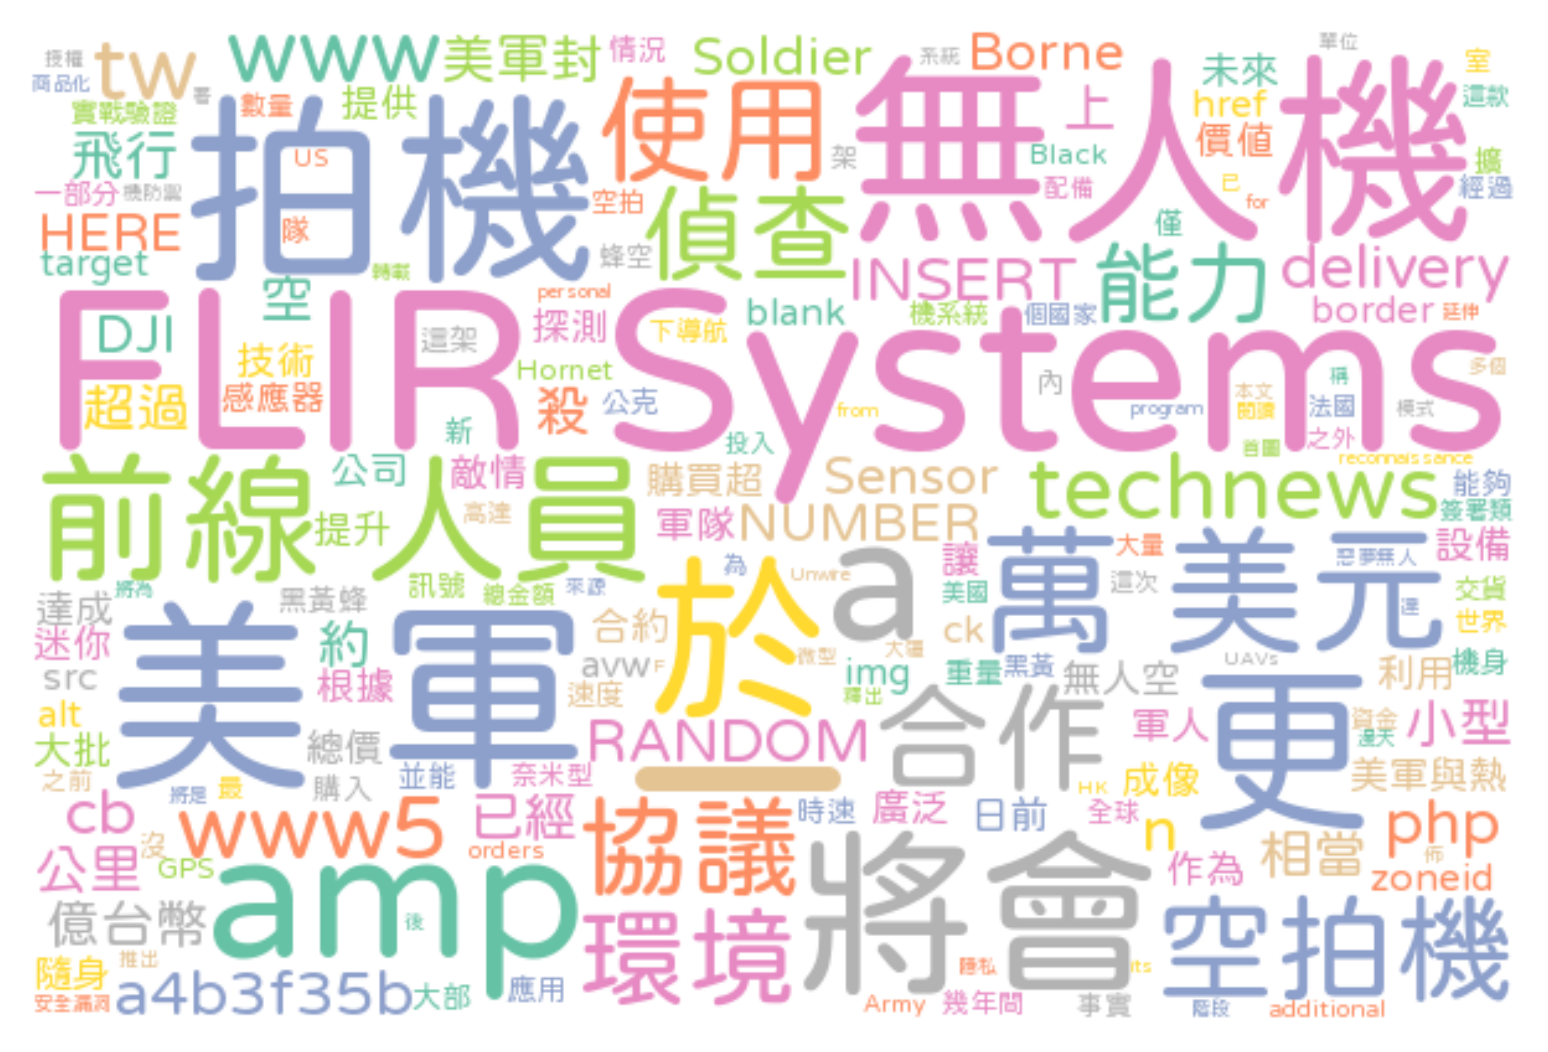 授權
tw
www
美軍封
情況
Soldier
系統
Borne
單位
未來
室
商品化
署
數量
提供
使用
無人機
上
href
這款
實戰驗證
拍機
US
架
Black
價值
擴
飛行
一部分
機防禦
隊
空拍
偵查
配備
已
for
經過
HERE
target
轉載
蜂空
僅
INSERT
能力
delivery
空
personal
DJI
這架
探測
下導航
blank
機系統
個國家
border
延伸
FLIR Systems
技術
Hornet
內
稱
多個
超過
感應器
殺
公克
from
program
本文
閱讀
法國
模式
新
投入
首圖
之外
reconnaissance
前線人員
公司
敵情
購買超
Sensor
technews
能夠
提升
高達
軍隊
NUMBER
簽署類
萬美元
讓
大量
惡夢無人
設備
將為
訊號
總金額
來源
為
Unwire
a
美國
這次
交貨
達成
黑黃蜂
合約
於
ck
達
世界
迷你
美軍
約
avw
F
微型
大疆
img
重量
黑黃
無人空
UAVs
利用
機身
src
根據
速度
釋出
alt
合作
軍人
更
資金
小型
大批
總價
RANDOM
漫天
之前
購入
並能
奈米型
HK
成像
美軍與熱
將是
最
cb
www5
已經
協議
時速
廣泛
日前
全球
n
php
沒
orders
相當
佈
公里
GPS
amp
將會
作為
zoneid
億台幣
後
環境
空拍機
隨身
推出
隱私
its
安全漏洞
a4b3f35b
大部
應用
Army
幾年間
事實
階段
additional